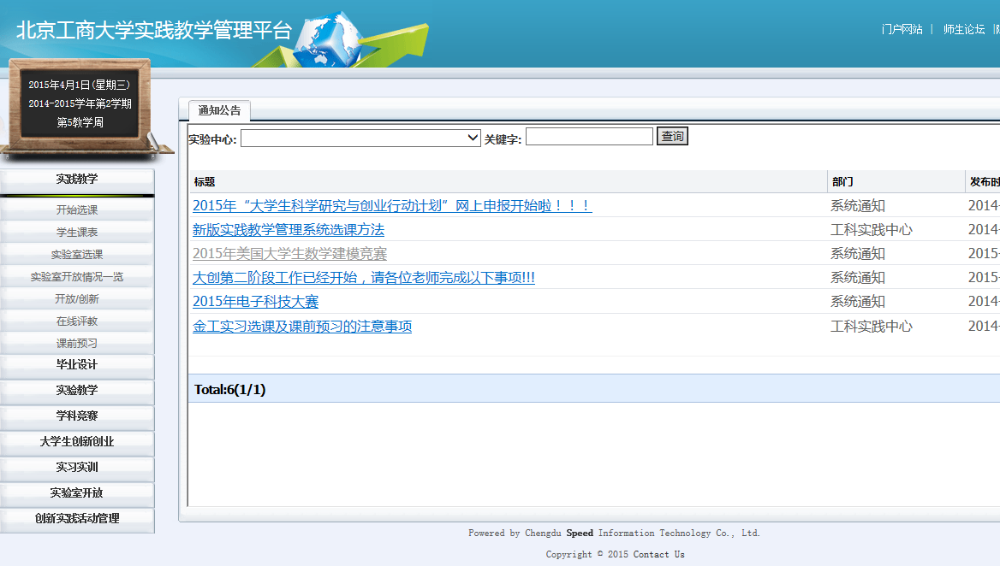 北京工商大学实践教学管理平台
门户网站 | 师生论坛 |
2015年4月1日(星期三)
2014-2015学年第2学期
第5教学周
实践教学
开始选课
学生课表
实验室选课
实验室开放情况一览
开放/创新
在线评教
课前预习
毕业设计
实验教学
学科竞赛
大学生创新创业
实习实训
实验室开放
创新实践活动管理
通知公告
实验中心: 关键字: 查询
标题 部门 发布时
2015年“大学生科学研究与创业行动计划”网上申报开始啦！！！ 系统通知 2014-
新版实践教学管理系统选课方法 工科实践中心 2014-
2015年美国大学生数学建模竞赛 系统通知 2015-
大创第二阶段工作已经开始，请各位老师完成以下事项!!! 系统通知 2015-
2015年电子科技大赛 系统通知 2014-
金工实习选课及课前预习的注意事项 工科实践中心 2014-
Total:6(1/1)
Powered by Chengdu Speed Information Technology Co., Ltd.
Copyright © 2015 Contact Us